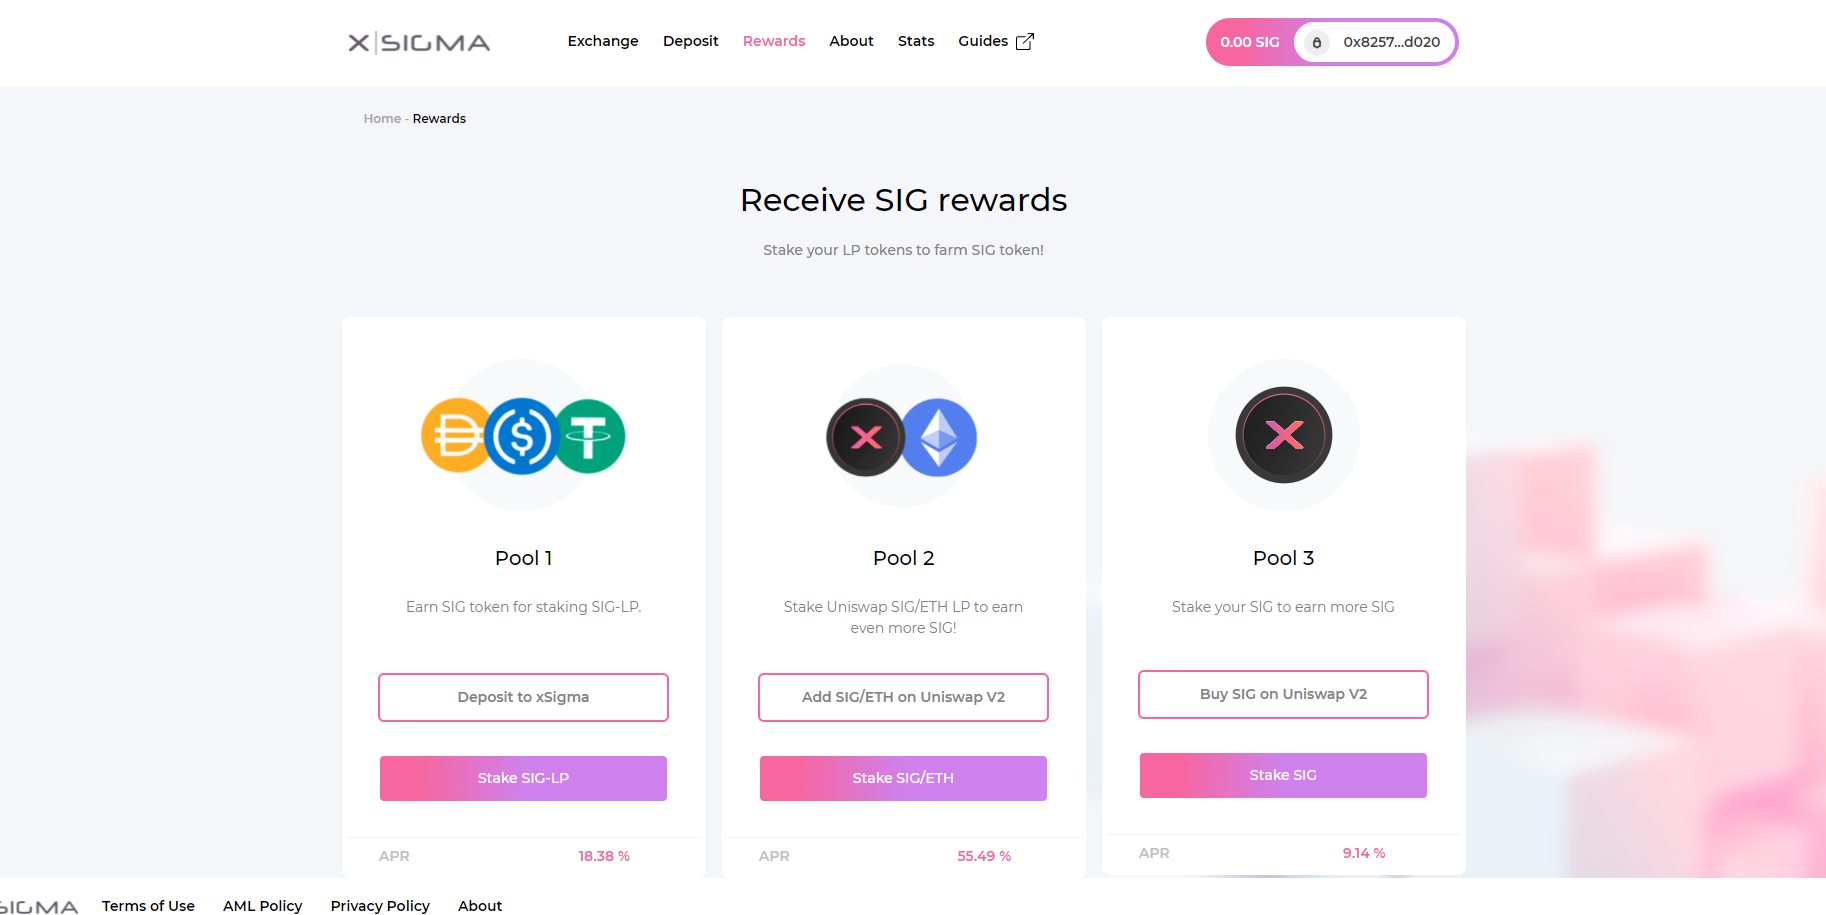 X|SIGMA
Exchange Deposit Rewards About Stats Guides
0.00 SIG 0x8257...d020
Home - Rewards
Receive SIG rewards
Stake your LP tokens to farm SIG token!
Pool 1
Earn SIG token for staking SIG-LP.
Deposit to xSigma
Stake SIG-LP
APR 18.38 %
Pool 2
Stake Uniswap SIG/ETH LP to earn
even more SIG!
Add SIG/ETH on Uniswap V2
Stake SIG/ETH
APR 55.49 %
Pool 3
Stake your SIG to earn more SIG
Buy SIG on Uniswap V2
Stake SIG
APR 9.14 %
SIGMA Terms of Use AML Policy Privacy Policy About